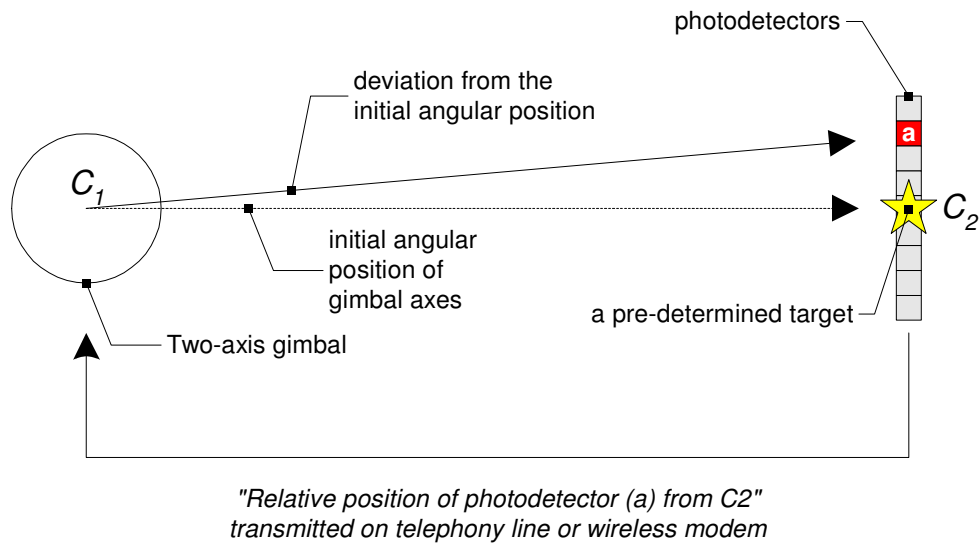 photodetectors
deviation from the
initial angular position
a
C1
C2
initial angular
position of
gimbal axes
a pre-determined target
Two-axis gimbal
"Relative position of photodetector (a) from C2"
transmitted on telephony line or wireless modem